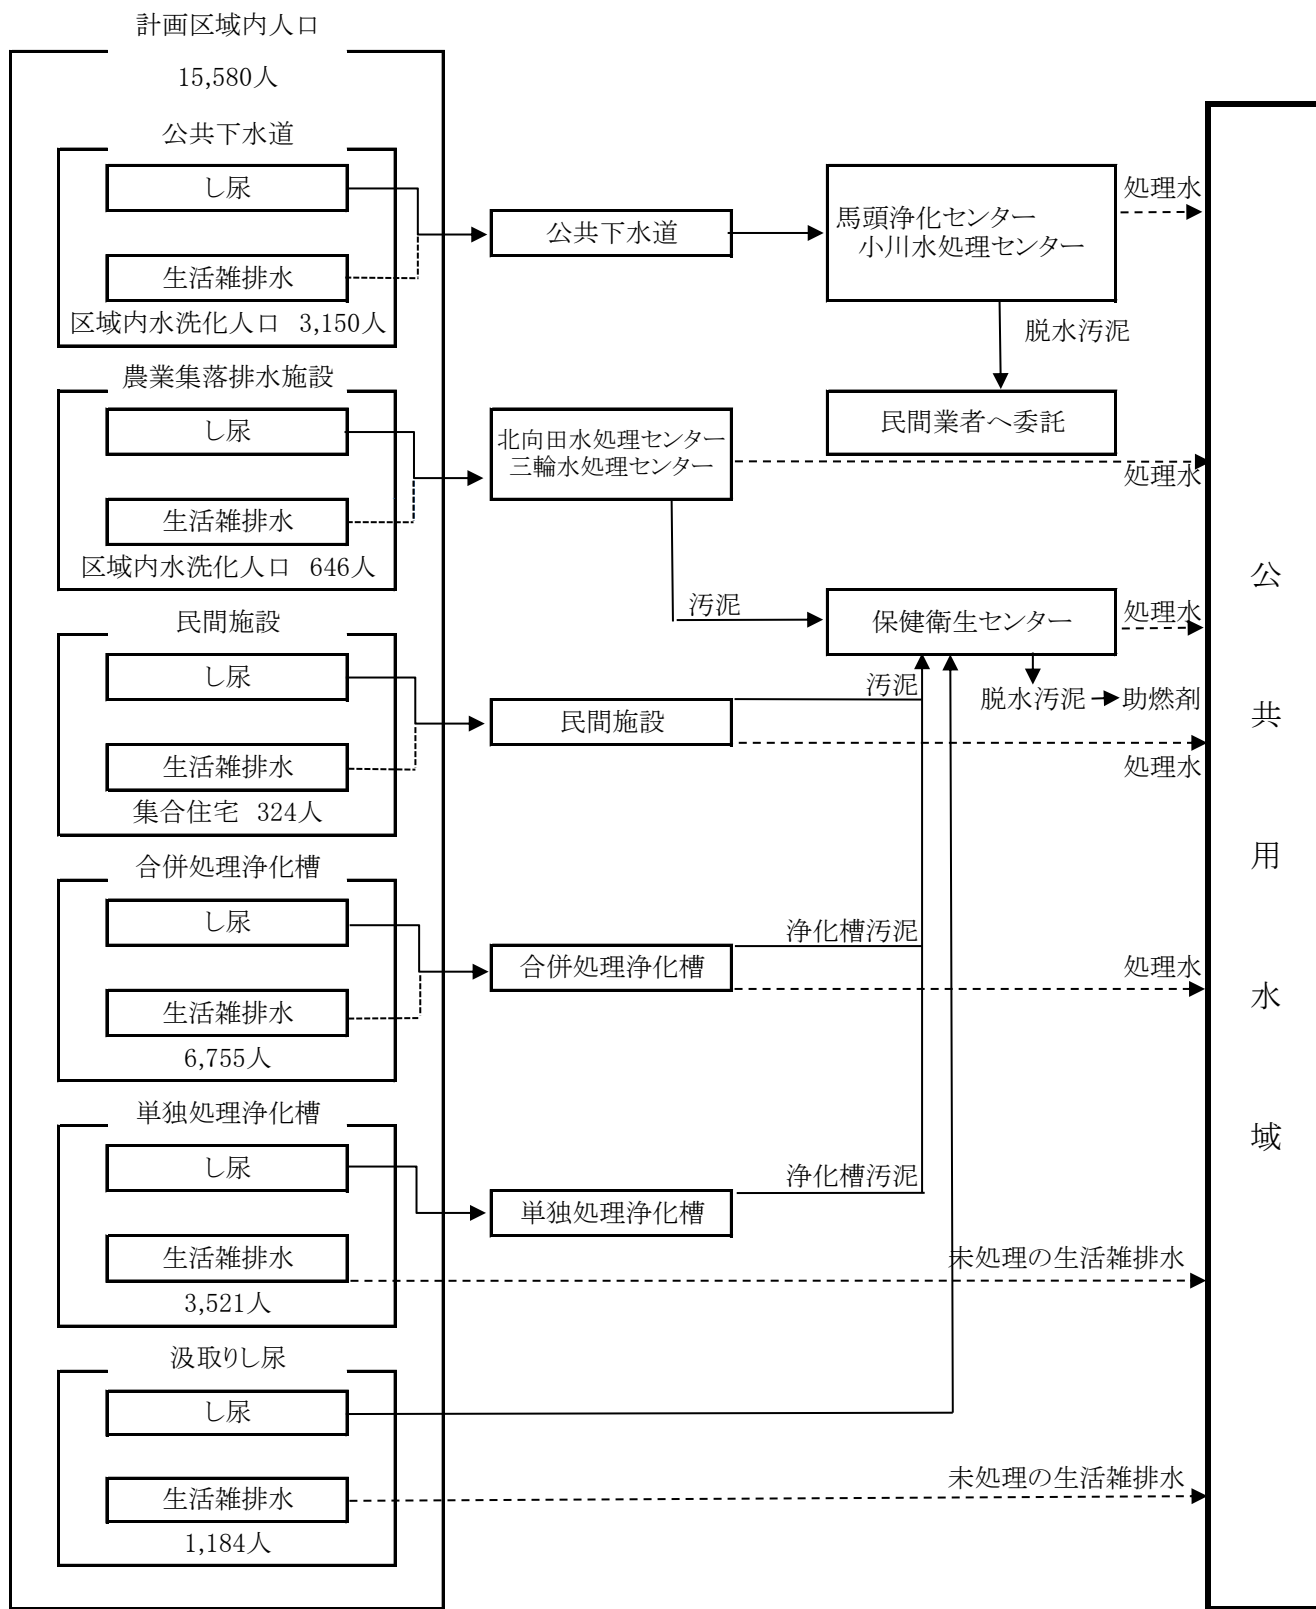 計画区域内人口
15,580人
公共下水道
し尿
生活雑排水
区域内水洗化人口 3,150人
公共下水道
馬頭浄化センター
小川水処理センター
処理水
脱水汚泥
民間業者へ委託
農業集落排水施設
し尿
生活雑排水
区域内水洗化人口 646人
北向田水処理センター
三輪水処理センター
処理水
汚泥
保健衛生センター
処理水
脱水汚泥
助燃剤
民間施設
し尿
生活雑排水
集合住宅 324人
民間施設
汚泥
処理水
合併処理浄化槽
し尿
生活雑排水
6,755人
合併処理浄化槽
浄化槽汚泥
処理水
単独処理浄化槽
し尿
生活雑排水
3,521人
単独処理浄化槽
浄化槽汚泥
未処理の生活雑排水
汲取りし尿
し尿
生活雑排水
1,184人
未処理の生活雑排水
公
共
用
水
域